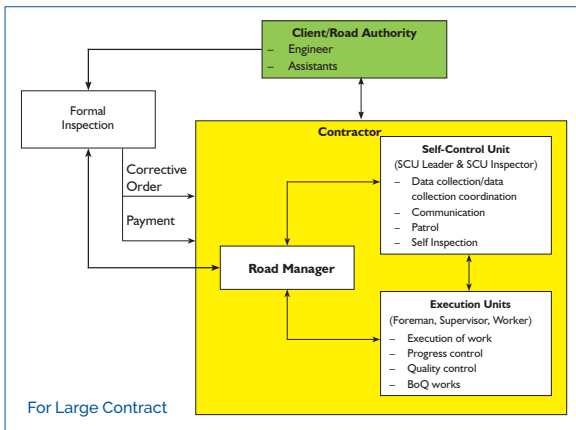 Client/Road Authority
– Engineer
– Assistants
Formal
Inspection
Contractor
Corrective
Order
Payment
Self-Control Unit
(SCU Leader & SCU Inspector)
– Data collection/data
collection coordination
– Communication
– Patrol
– Self Inspection
Road Manager
Execution Units
(Foreman, Supervisor, Worker)
– Execution of work
– Progress control
– Quality control
– BoQ works
For Large Contract